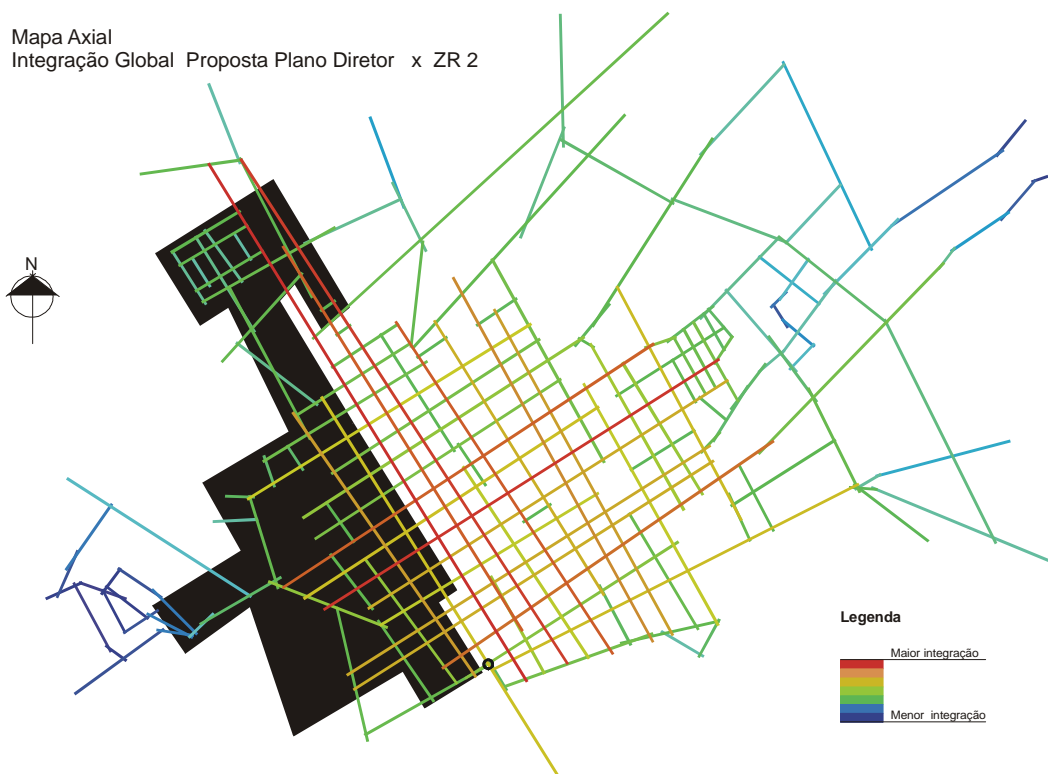 Mapa Axial
Integração Global Proposta Plano Diretor x ZR 2
N
Legenda
Maior integração
Menor integração